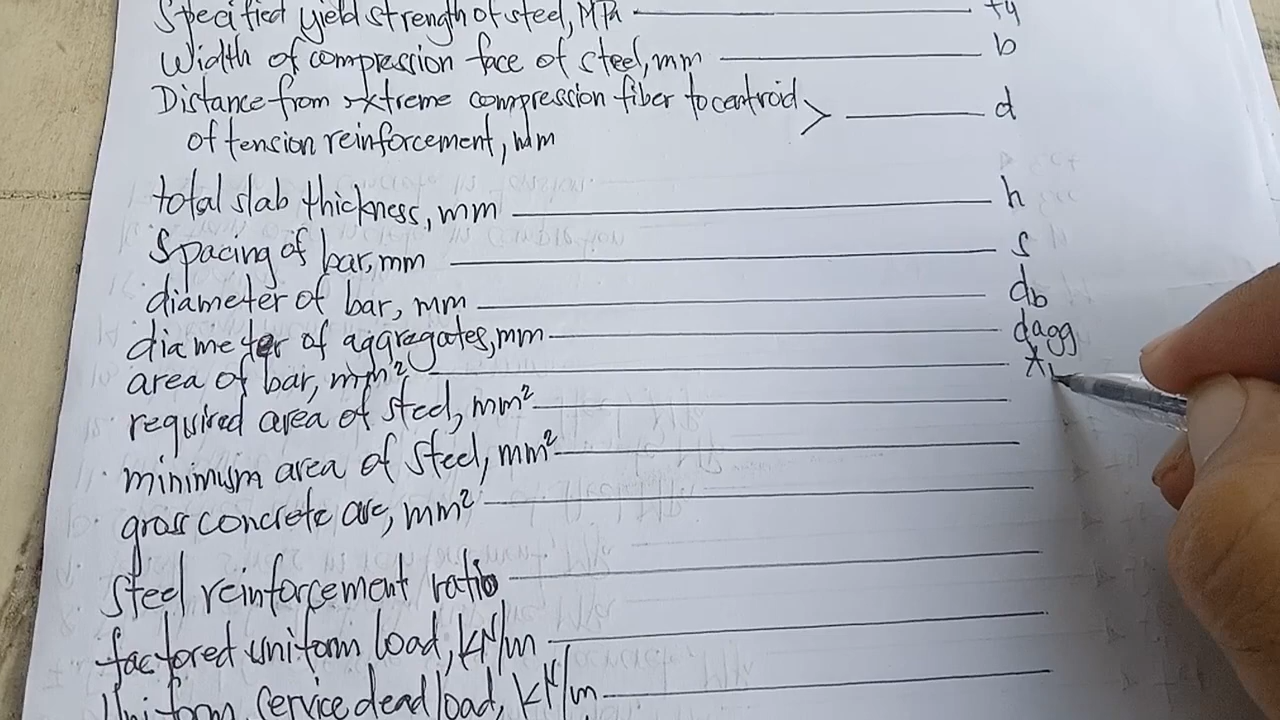 Specified yield strength of steel, MPa fy
Width of compression face of steel, mm b
Distance from extreme compression fiber to centroid d
of tension reinforcement, mm
total slab thickness, mm h
spacing of bar, mm s
diameter of bar, mm db
diameter of aggregates, mm dagg
area of bar, mm² A
required area of steel, mm²
minimum area of steel, mm²
gross concrete are, mm²
steel reinforcement ratio
factored uniform load, kN/m
Uniform service dead load, kN/m